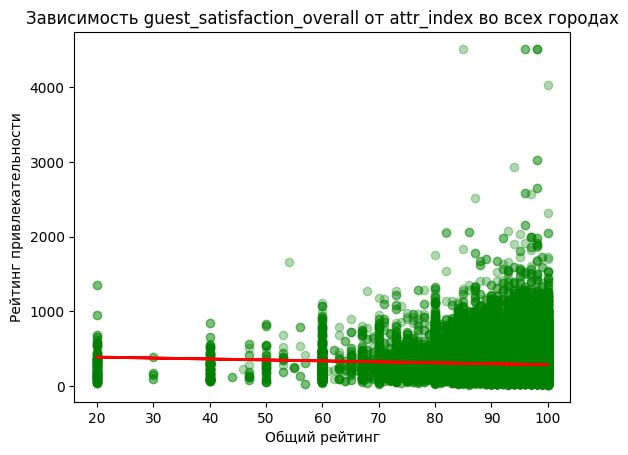 Зависимость guest_satisfaction_overall от attr_index во всех городах
Рейтинг привлекательности
4000
3000
2000
1000
0
20 30 40 50 60 70 80 90 100
Общий рейтинг